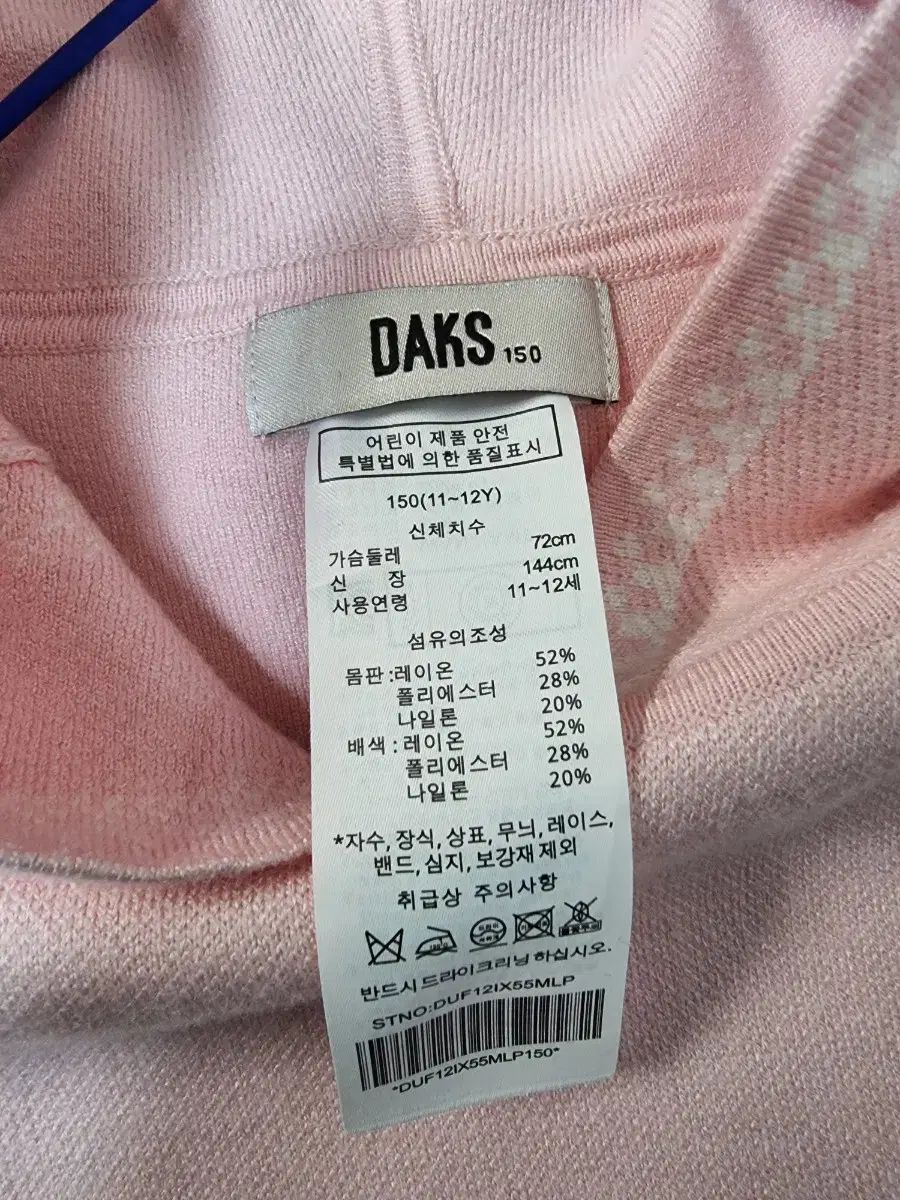 DAKS 150
어린이 제품 안전
특별법에 의한 품질표시
150(11~12Y)
신체치수
가슴둘레 72cm
신 장 144cm
사용연령 11~12세
섬유의조성
몸판 :레이온 52%
폴리에스터 28%
나일론 20%
배색 : 레이온 52%
폴리에스터 28%
나일론 20%
*자수, 장식, 상표, 무늬, 레이스,
밴드, 심지, 보강재 제외
취급상 주의사항
반드시 드라이크리닝 하십시오.
STNO:DUF12IX55MLP
*DUF12IX55MLP150*